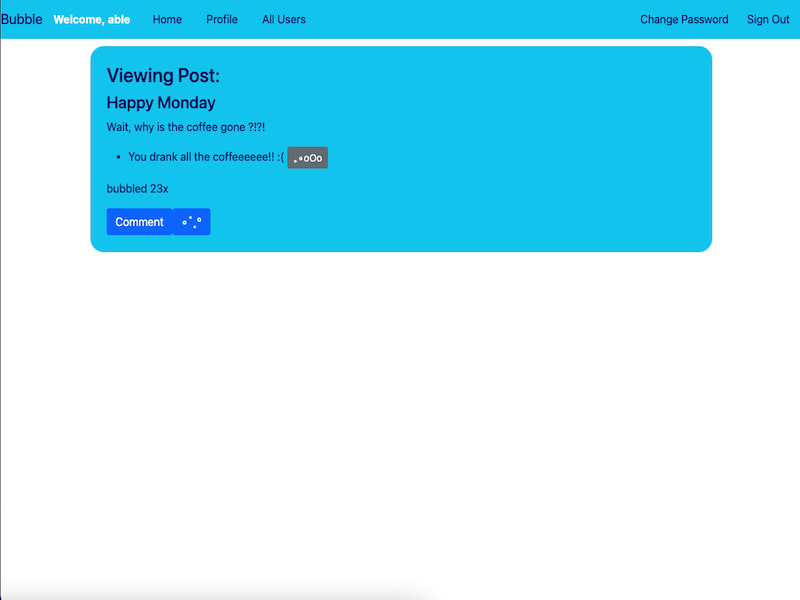 Bubble Welcome, able Home Profile All Users Change Password Sign Out
Viewing Post:
Happy Monday
Wait, why is the coffee gone ?!?!
• You drank all the coffeeeeee!! :( 。∘oOo
bubbled 23x
Comment ∘˚.°